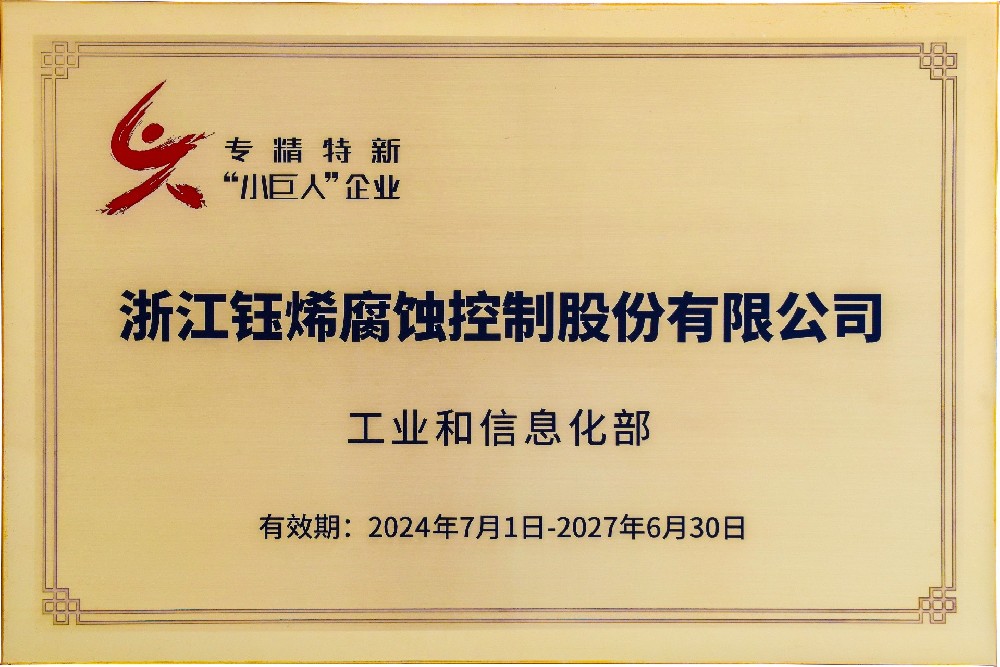 专精特新
“小巨人”企业
浙江钰烯腐蚀控制股份有限公司
工业和信息化部
有效期：2024年7月1日-2027年6月30日